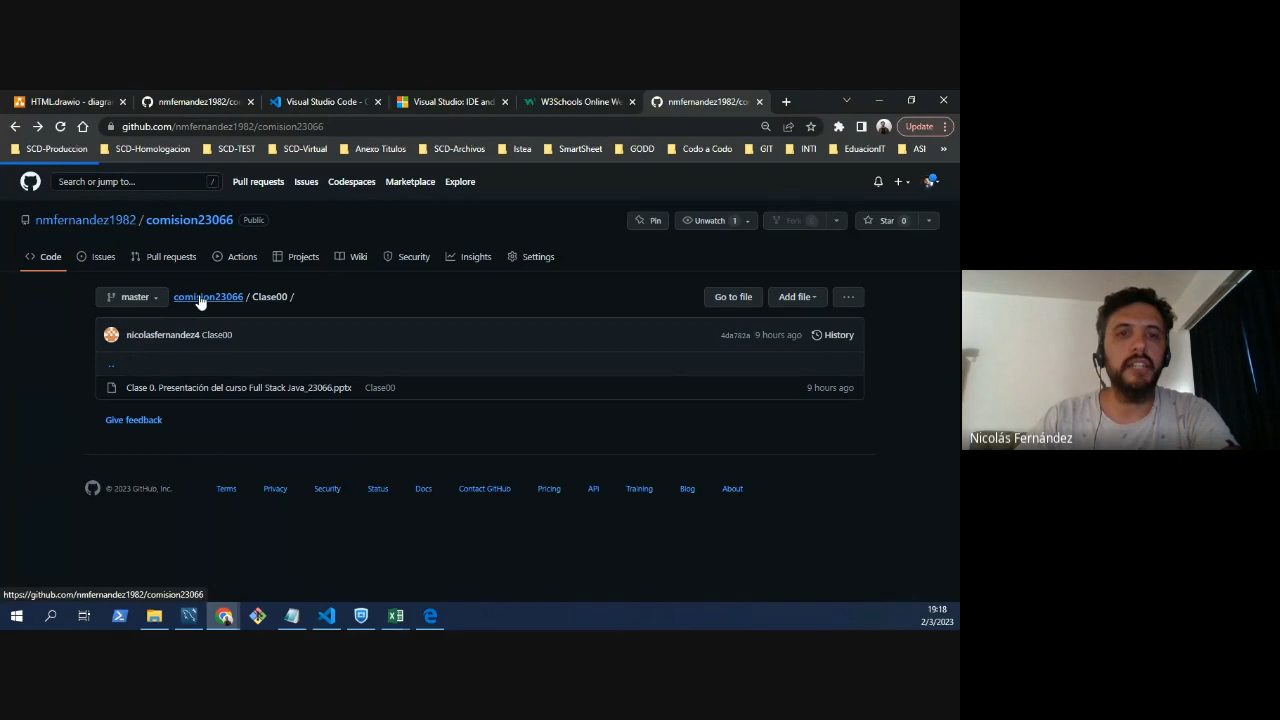 HTML.drawio - diagra
nmfernandez1982/co
Visual Studio Code - C
Visual Studio: IDE and
W3Schools Online We
nmfernandez1982/co
github.com/nmfernandez1982/comision23066
Update
SCD-Produccion
SCD-Homologacion
SCD-TEST
SCD-Virtual
Anexo Titulos
SCD-Archivos
Istea
SmartSheet
GODD
Codo a Codo
GIT
INTI
EduacionIT
ASI
»
Search or jump to...
/
Pull requests
Issues
Codespaces
Marketplace
Explore
nmfernandez1982 / comision23066
Public
Pin
Unwatch 1
Fork
Star 0
Code
Issues
Pull requests
Actions
Projects
Wiki
Security
Insights
Settings
master
comision23066 / Clase00 /
Go to file
Add file
...
nicolasfernandez4 Clase00
4da782a 9 hours ago
History
..
Clase 0. Presentación del curso Full Stack Java_23066.pptx
Clase00
9 hours ago
Give feedback
© 2023 GitHub, Inc.
Terms
Privacy
Security
Status
Docs
Contact GitHub
Pricing
API
Training
Blog
About
https://github.com/nmfernandez1982/comision23066
19:18
2/3/2023
Nicolás Fernández